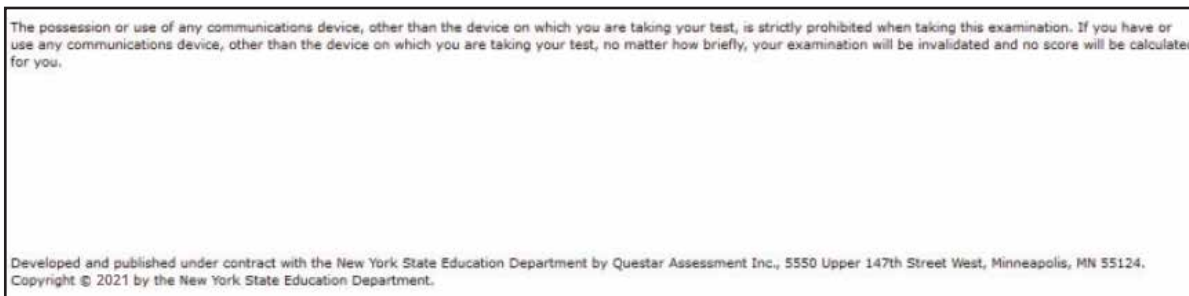 The possession or use of any communications device, other than the device on which you are taking your test, is strictly prohibited when taking this examination. If you have or
use any communications device, other than the device on which you are taking your test, no matter how briefly, your examination will be invalidated and no score will be calculated
for you.
Developed and published under contract with the New York State Education Department by Questar Assessment Inc., 5550 Upper 147th Street West, Minneapolis, MN 55124.
Copyright © 2021 by the New York State Education Department.